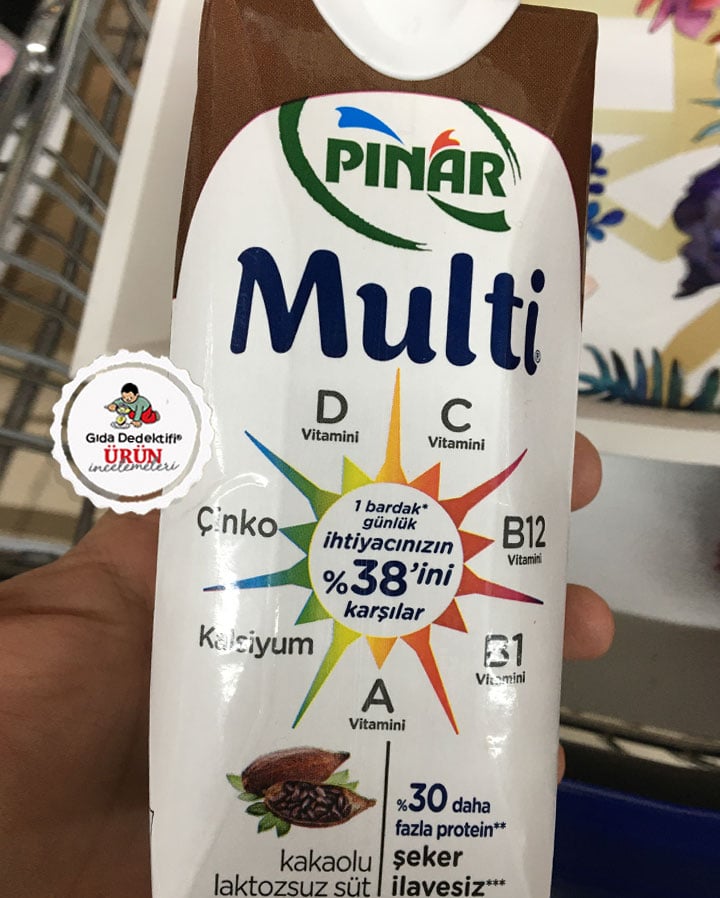 PINAR
Multi
D
Vitamini
C
Vitamini
Gıda Dedektifi®
ÜRÜN
incelemeleri
Çinko
1 bardak*
günlük
ihtiyacınızın
%38'ini
karşılar
B12
Vitamini
Kalsiyum
B1
Vitamini
A
Vitamini
%30 daha
fazla protein**
kakaolu
laktozsuz süt
şeker
ilavesiz***